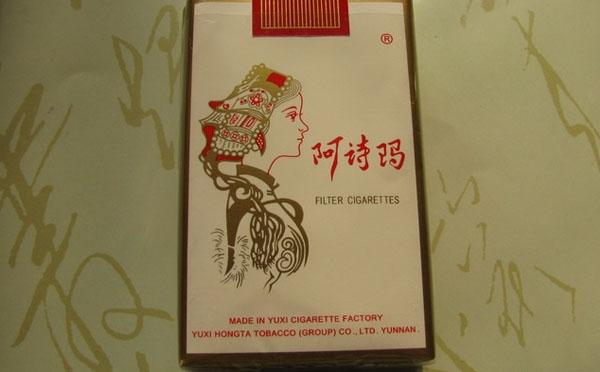 ®
阿诗玛
FILTER CIGARETTES
MADE IN YUXI CIGARETTE FACTORY
YUXI HONGTA TOBACCO (GROUP) CO., LTD. YUNNAN.